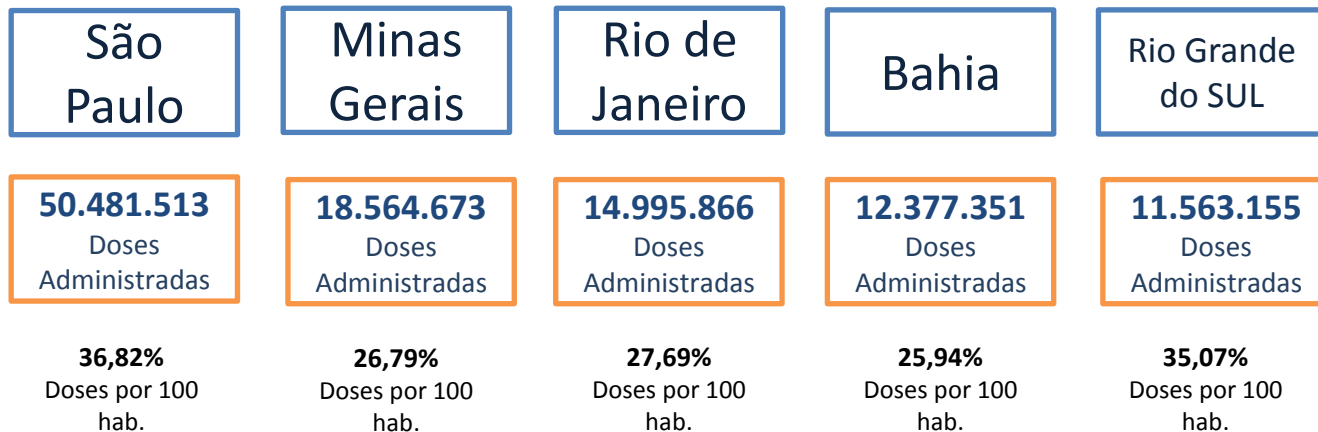 São
Paulo
Minas
Gerais
Rio de
Janeiro
Bahia
Rio Grande
do SUL
50.481.513
Doses
Administradas
18.564.673
Doses
Administradas
14.995.866
Doses
Administradas
12.377.351
Doses
Administradas
11.563.155
Doses
Administradas
36,82%
Doses por 100
hab.
26,79%
Doses por 100
hab.
27,69%
Doses por 100
hab.
25,94%
Doses por 100
hab.
35,07%
Doses por 100
hab.